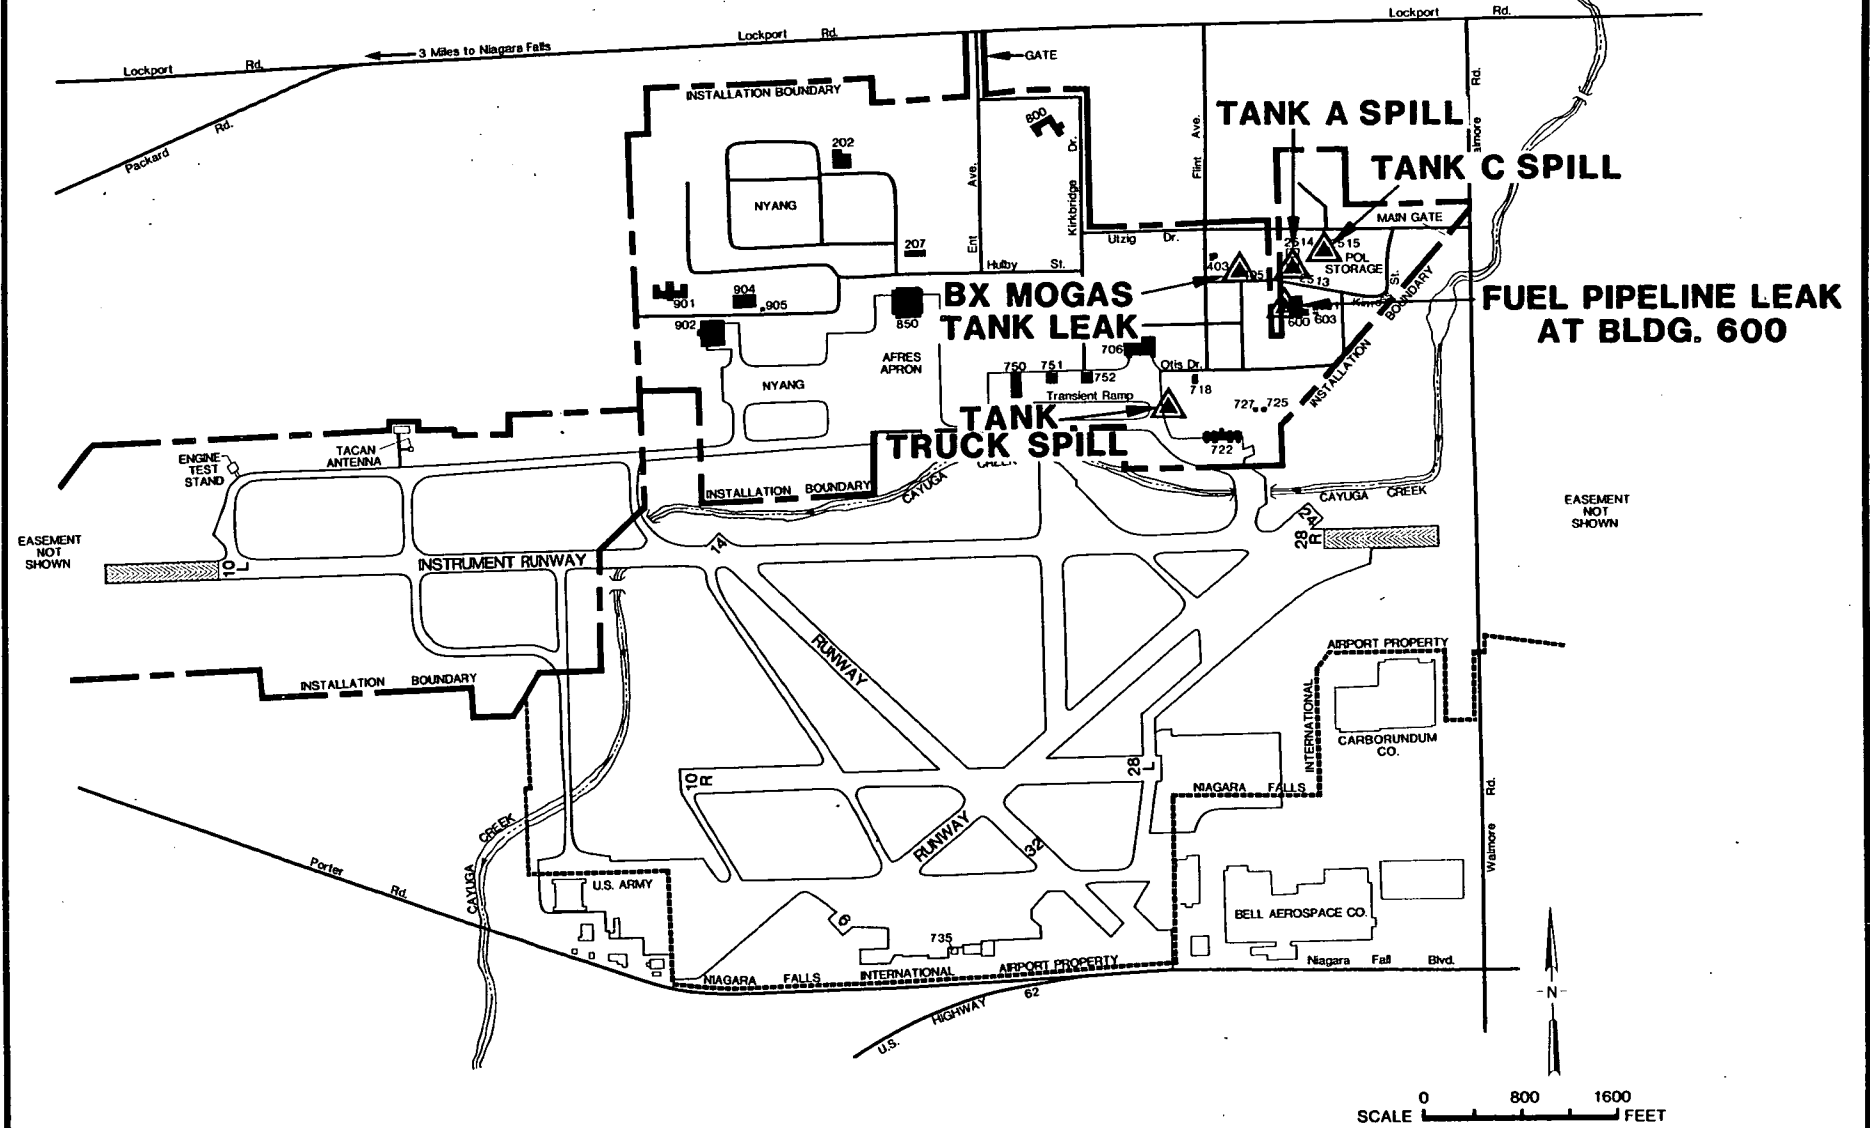 Lockport Rd.
Lockport Rd.
3 Miles to Niagara Falls
Lockport Rd.
GATE
Packard Rd.
INSTALLATION BOUNDARY
800
TANK A SPILL
Rd.
202
Kirkbridge Dr.
Flint Ave.
TANK C SPILL
NYANG
Ent Ave.
MAIN GATE
Utzig Dr.
207
514
515
POL
STORAGE
403
Hulby St.
513
St.
901
904
905
BX MOGAS
TANK LEAK
902
850
600
603
BOUNDARY
FUEL PIPELINE LEAK
AT BLDG. 600
AFRES
APRON
706
750
751
752
Otis Dr.
718
INSTALLATION
NYANG
Transient Ramp
727
725
TANK
TRUCK SPILL
722
TACAN
ANTENNA
ENGINE
TEST
STAND
INSTALLATION BOUNDARY
CAYUGA
CREEK
CAYUGA CREEK
EASEMENT
NOT
SHOWN
EASEMENT
NOT
SHOWN
24
28
R
14
10
L
INSTRUMENT RUNWAY
RUNWAY
AIRPORT PROPERTY
INSTALLATION BOUNDARY
INTERNATIONAL
CARBORUNDUM
CO.
10
R
28
L
NIAGARA FALLS
CAYUGA CREEK
RUNWAY
32
Walmore Rd.
Porter Rd.
U.S. ARMY
6
735
BELL AEROSPACE CO.
NIAGARA FALLS INTERNATIONAL AIRPORT PROPERTY
Niagara Fall Blvd.
U.S. HIGHWAY 62
N
0 800 1600
SCALE FEET